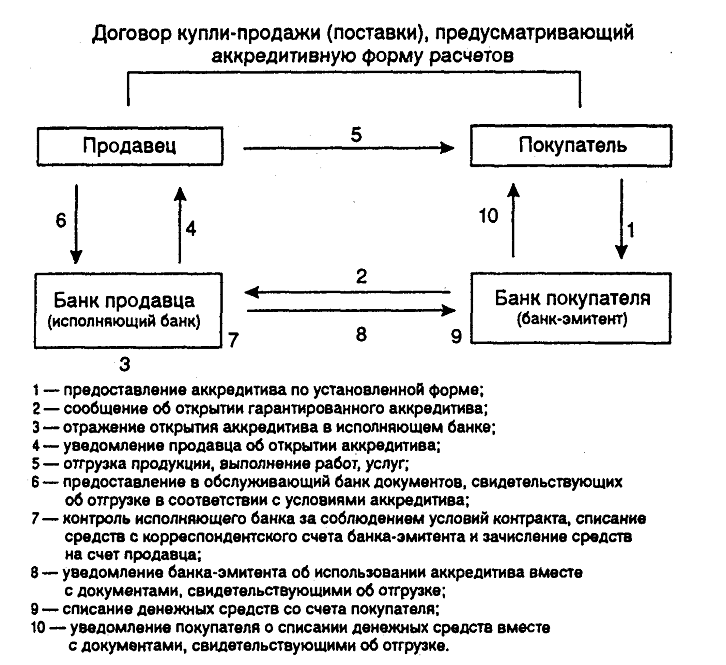 Договор купли-продажи (поставки), предусматривающий
аккредитивную форму расчетов
Продавец
5
Покупатель
6
4
10
1
Банк продавца
(исполняющий банк)
2
Банк покупателя
(банк-эмитент)
7
8
9
3
1 — предоставление аккредитива по установленной форме;
2 — сообщение об открытии гарантированного аккредитива;
3 — отражение открытия аккредитива в исполняющем банке;
4 — уведомление продавца об открытии аккредитива;
5 — отгрузка продукции, выполнение работ, услуг;
6 — предоставление в обслуживающий банк документов, свидетельствующих
об отгрузке в соответствии с условиями аккредитива;
7 — контроль исполняющего банка за соблюдением условий контракта, списание
средств с корреспондентского счета банка-эмитента и зачисление средств
на счет продавца;
8 — уведомление банка-эмитента об использовании аккредитива вместе
с документами, свидетельствующими об отгрузке;
9 — списание денежных средств со счета покупателя;
10 — уведомление покупателя о списании денежных средств вместе
с документами, свидетельствующими об отгрузке.